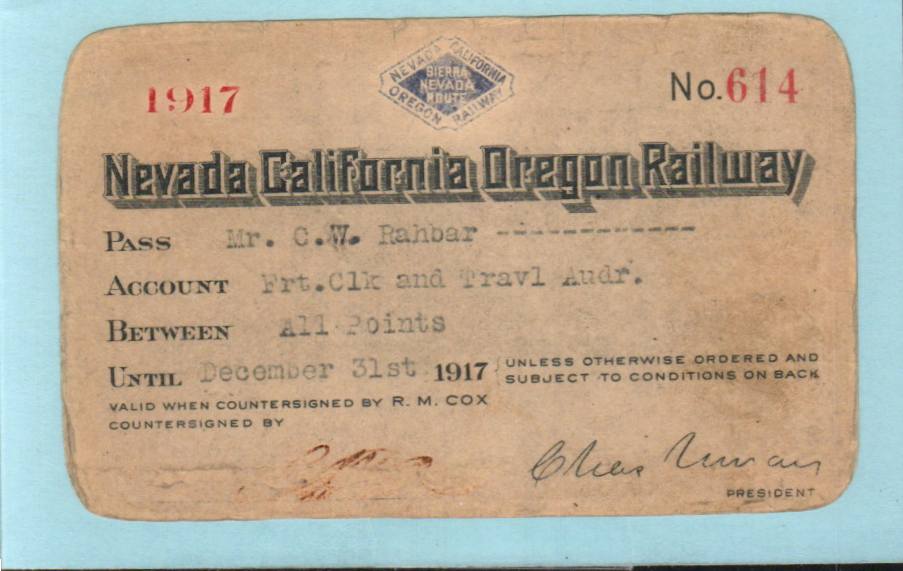 1917
NEVADA CALIFORNIA
SIERRA
NEVADA
ROUTE
OREGON RAILWAY
No. 614
Nevada California Oregon Railway
PASS Mr. C.W. Rahbar ------------
ACCOUNT Frt.Clk and Travl Audr.
BETWEEN All Points
UNTIL December 31st 1917 UNLESS OTHERWISE ORDERED AND
SUBJECT TO CONDITIONS ON BACK
VALID WHEN COUNTERSIGNED BY R. M. COX
COUNTERSIGNED BY
Chas
PRESIDENT